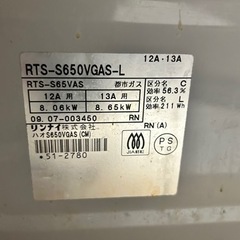 12A・13A
RTS-S650VGAS-L
RTS-S65VAS 都市ガス
区分名 C
効率 56.3%
12A用 13A用
区分名 L
効率 211Wh
8.06kW 8.65kW
09.07-003450 RN
リンナイ株式会社 RN(A)
ハオS650VGAS(CM)
*51-2780
JIA
PS
TG